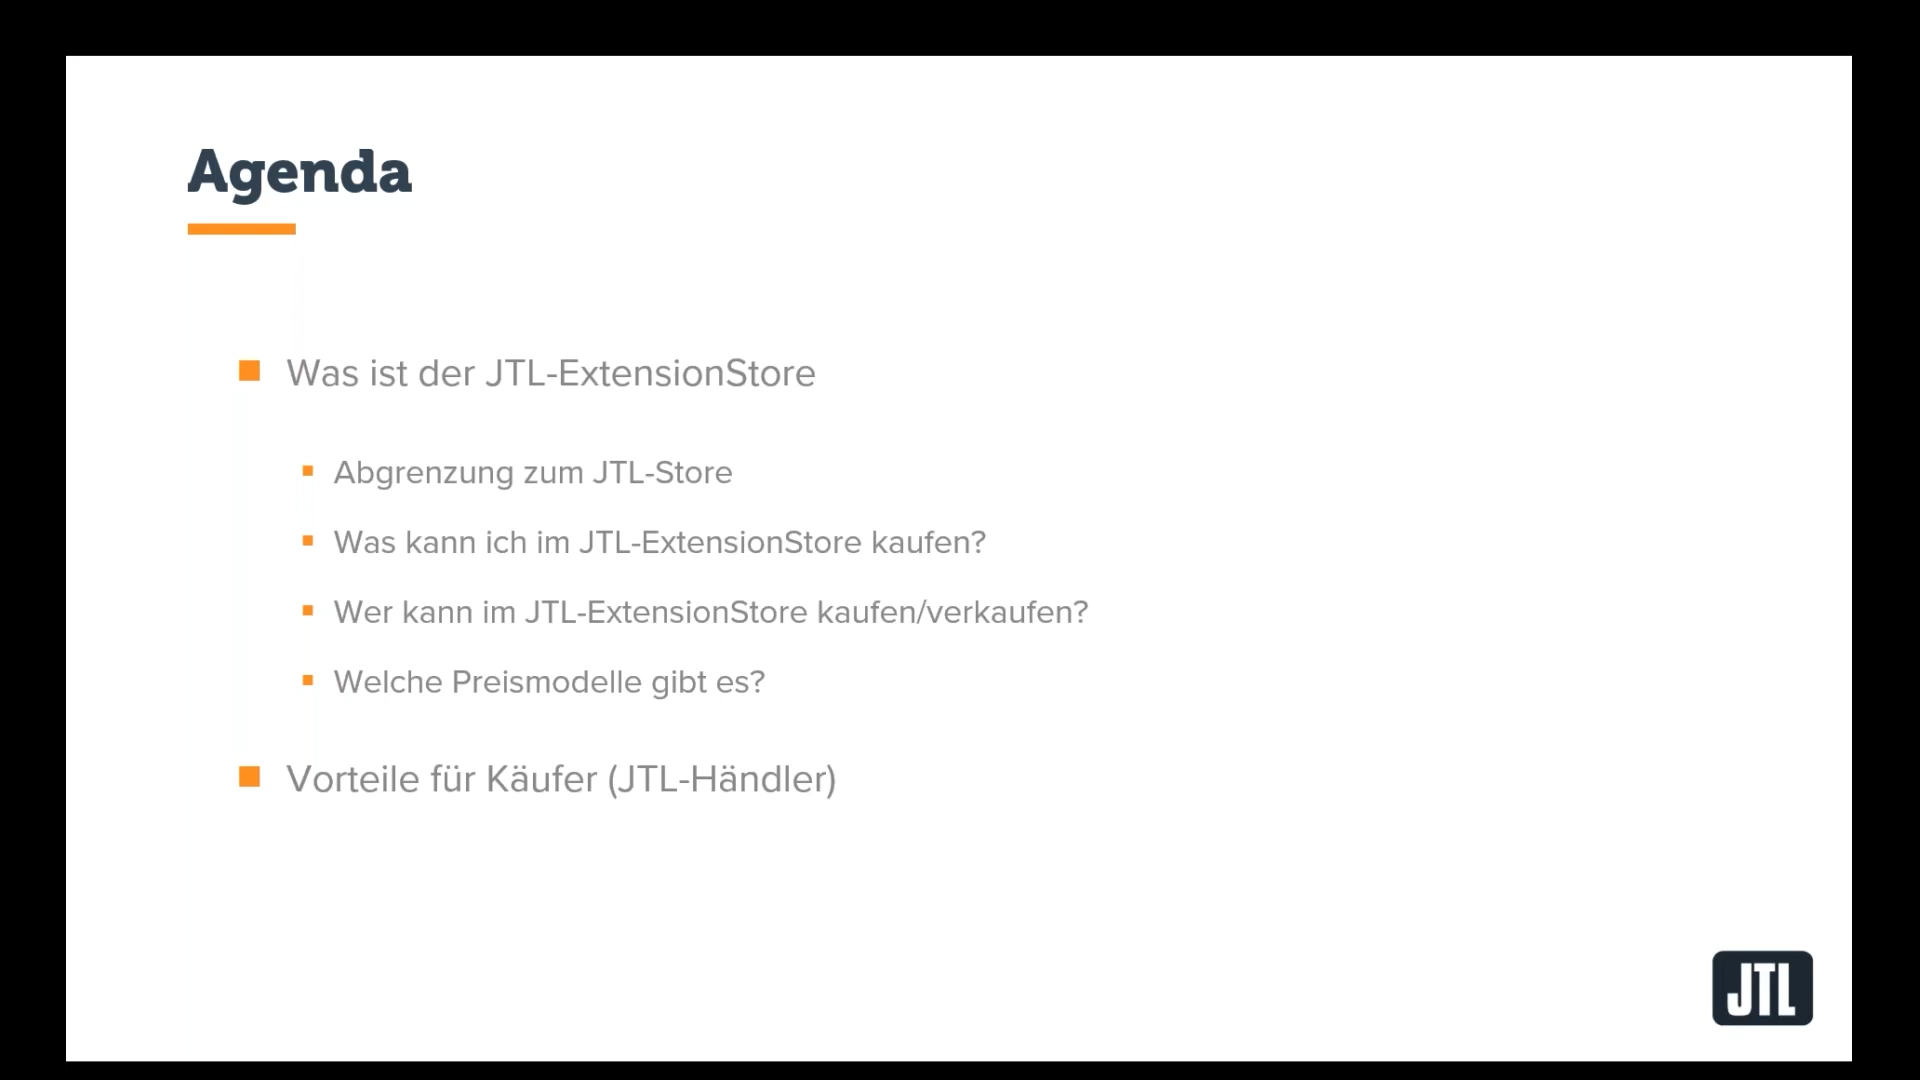 Agenda
Was ist der JTL-ExtensionStore
Abgrenzung zum JTL-Store
Was kann ich im JTL-ExtensionStore kaufen?
Wer kann im JTL-ExtensionStore kaufen/verkaufen?
Welche Preismodelle gibt es?
Vorteile für Käufer (JTL-Händler)
JTL